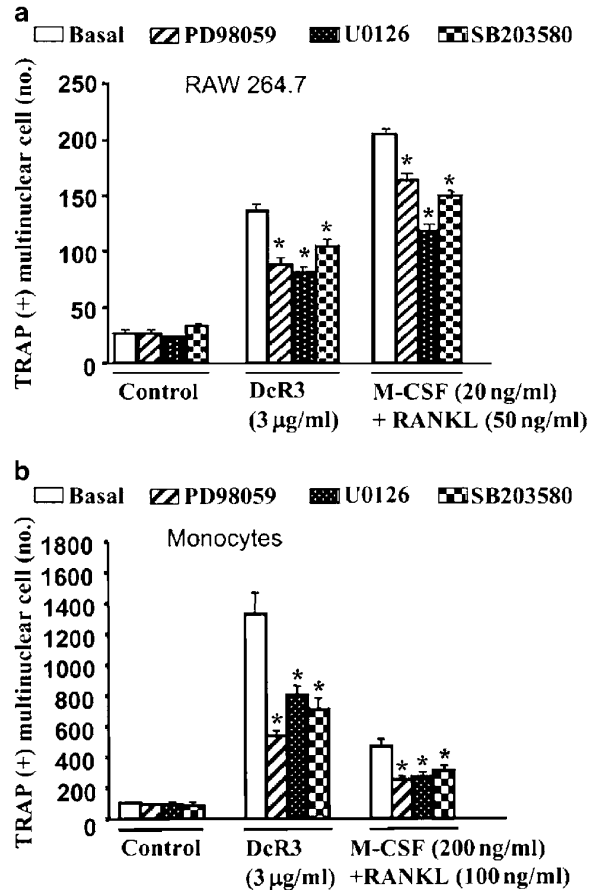 a
Basal PD98059 U0126 SB203580
RAW 264.7
TRAP (+) multinuclear cell (no.)
250
200
150
100
50
0
* * *
* * *
Control
DcR3
(3 µg/ml)
M-CSF (20 ng/ml)
+ RANKL (50 ng/ml)
b
Basal PD98059 U0126 SB203580
Monocytes
TRAP (+) multinuclear cell (no.)
1800
1600
1400
1200
1000
800
600
400
200
0
* * *
* * *
Control
DcR3
(3 µg/ml)
M-CSF (200 ng/ml)
+RANKL (100 ng/ml)